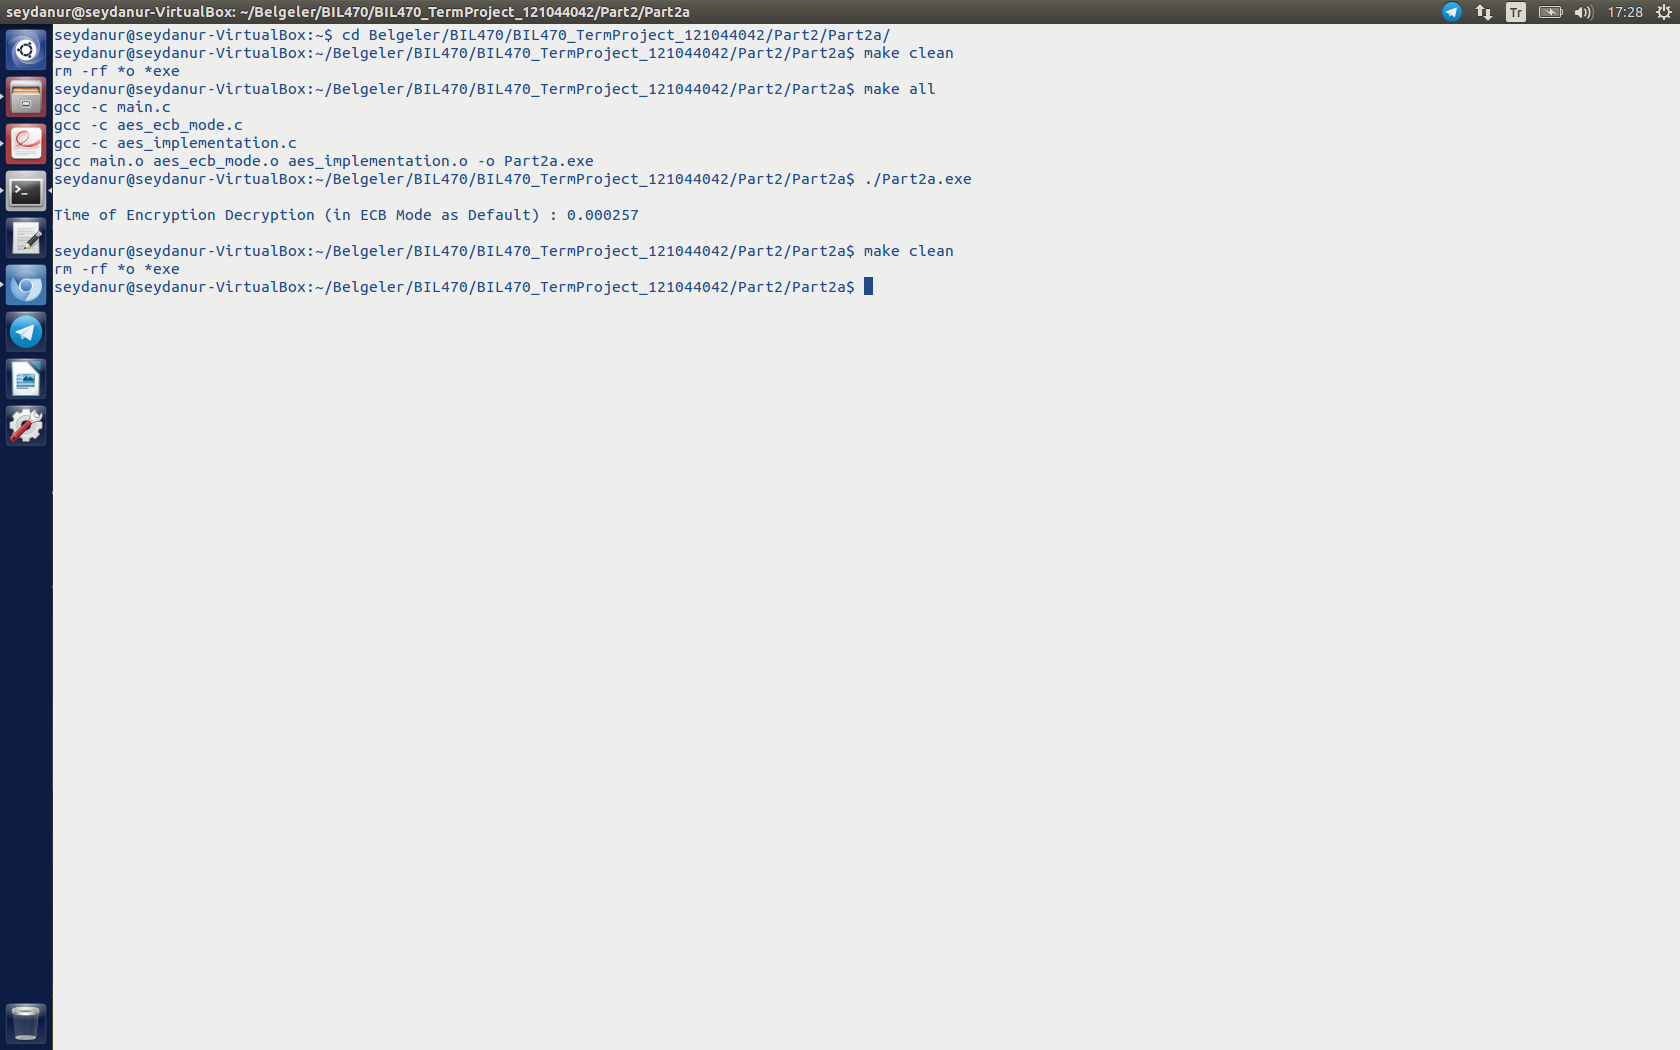 seydanur@seydanur-VirtualBox: ~/Belgeler/BIL470/BIL470_TermProject_121044042/Part2/Part2a
Tr
17:28
seydanur@seydanur-VirtualBox:~$ cd Belgeler/BIL470/BIL470_TermProject_121044042/Part2/Part2a/
seydanur@seydanur-VirtualBox:~/Belgeler/BIL470/BIL470_TermProject_121044042/Part2/Part2a$ make clean
rm -rf *o *exe
seydanur@seydanur-VirtualBox:~/Belgeler/BIL470/BIL470_TermProject_121044042/Part2/Part2a$ make all
gcc -c main.c
gcc -c aes_ecb_mode.c
gcc -c aes_implementation.c
gcc main.o aes_ecb_mode.o aes_implementation.o -o Part2a.exe
seydanur@seydanur-VirtualBox:~/Belgeler/BIL470/BIL470_TermProject_121044042/Part2/Part2a$ ./Part2a.exe
Time of Encryption Decryption (in ECB Mode as Default) : 0.000257
seydanur@seydanur-VirtualBox:~/Belgeler/BIL470/BIL470_TermProject_121044042/Part2/Part2a$ make clean
rm -rf *o *exe
seydanur@seydanur-VirtualBox:~/Belgeler/BIL470/BIL470_TermProject_121044042/Part2/Part2a$